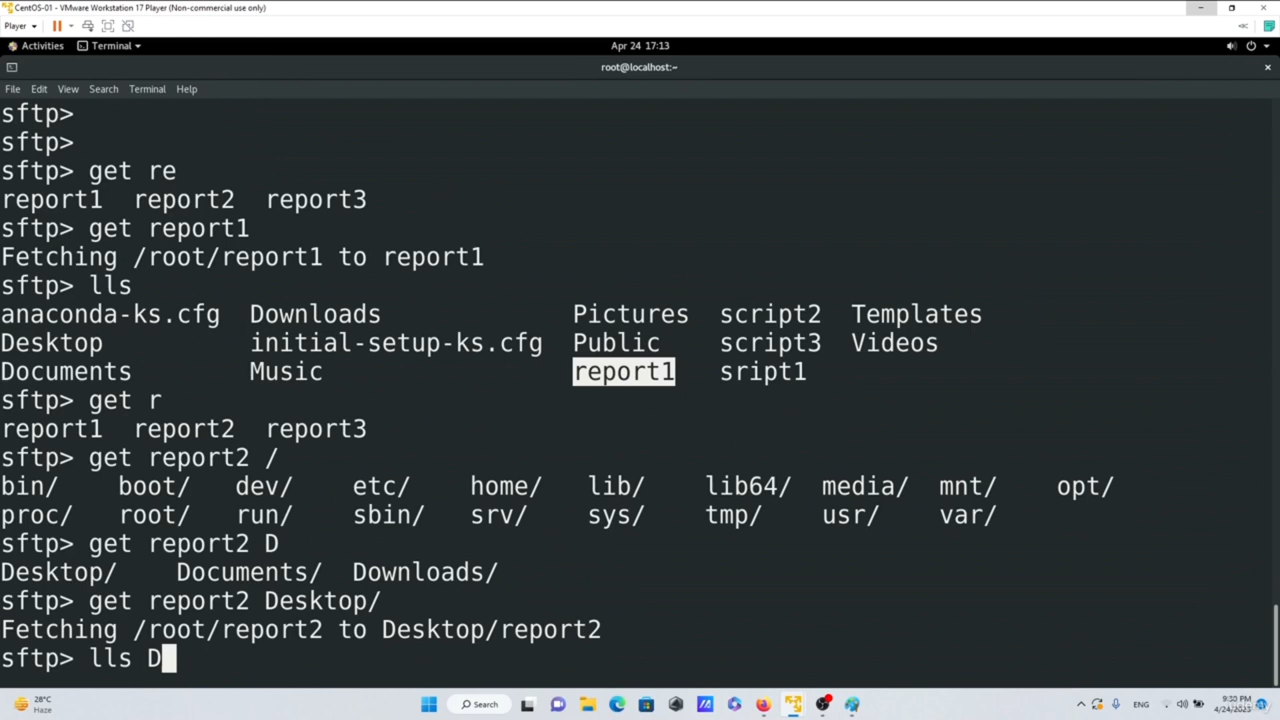 CentOS-01 - VMware Workstation 17 Player (Non-commercial use only)
Player
Activities Terminal Apr 24 17:13
root@localhost:~
File Edit View Search Terminal Help
sftp>
sftp>
sftp> get re
report1 report2 report3
sftp> get report1
Fetching /root/report1 to report1
sftp> lls
anaconda-ks.cfg Downloads Pictures script2 Templates
Desktop initial-setup-ks.cfg Public script3 Videos
Documents Music report1 sript1
sftp> get r
report1 report2 report3
sftp> get report2 /
bin/ boot/ dev/ etc/ home/ lib/ lib64/ media/ mnt/ opt/
proc/ root/ run/ sbin/ srv/ sys/ tmp/ usr/ var/
sftp> get report2 D
Desktop/ Documents/ Downloads/
sftp> get report2 Desktop/
Fetching /root/report2 to Desktop/report2
sftp> lls D
28°C
Haze
Search
ENG
4/24/2023